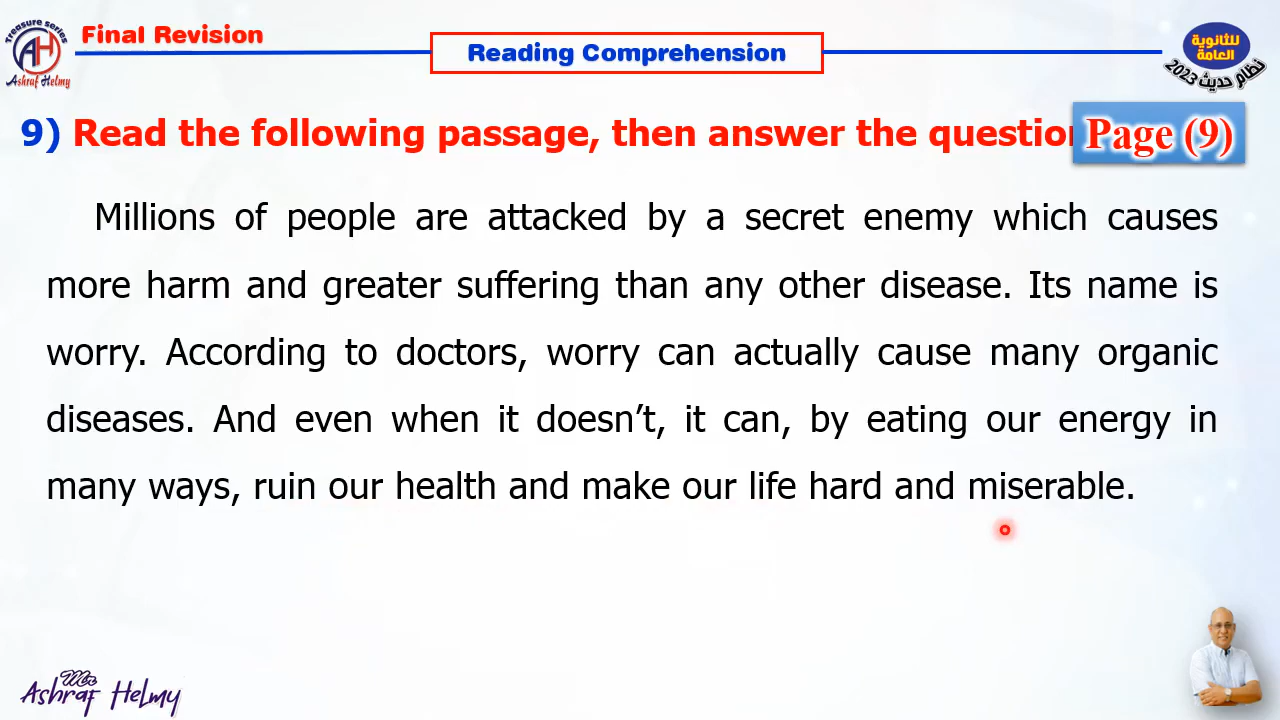 Treasure series
AH
Ashraf Helmy
Final Revision
Reading Comprehension
للثانوية
العامة
نظام حديث 2023
9) Read the following passage, then answer the question
Page (9)
Millions of people are attacked by a secret enemy which causes
more harm and greater suffering than any other disease. Its name is
worry. According to doctors, worry can actually cause many organic
diseases. And even when it doesn’t, it can, by eating our energy in
many ways, ruin our health and make our life hard and miserable.
Mr
Ashraf Helmy